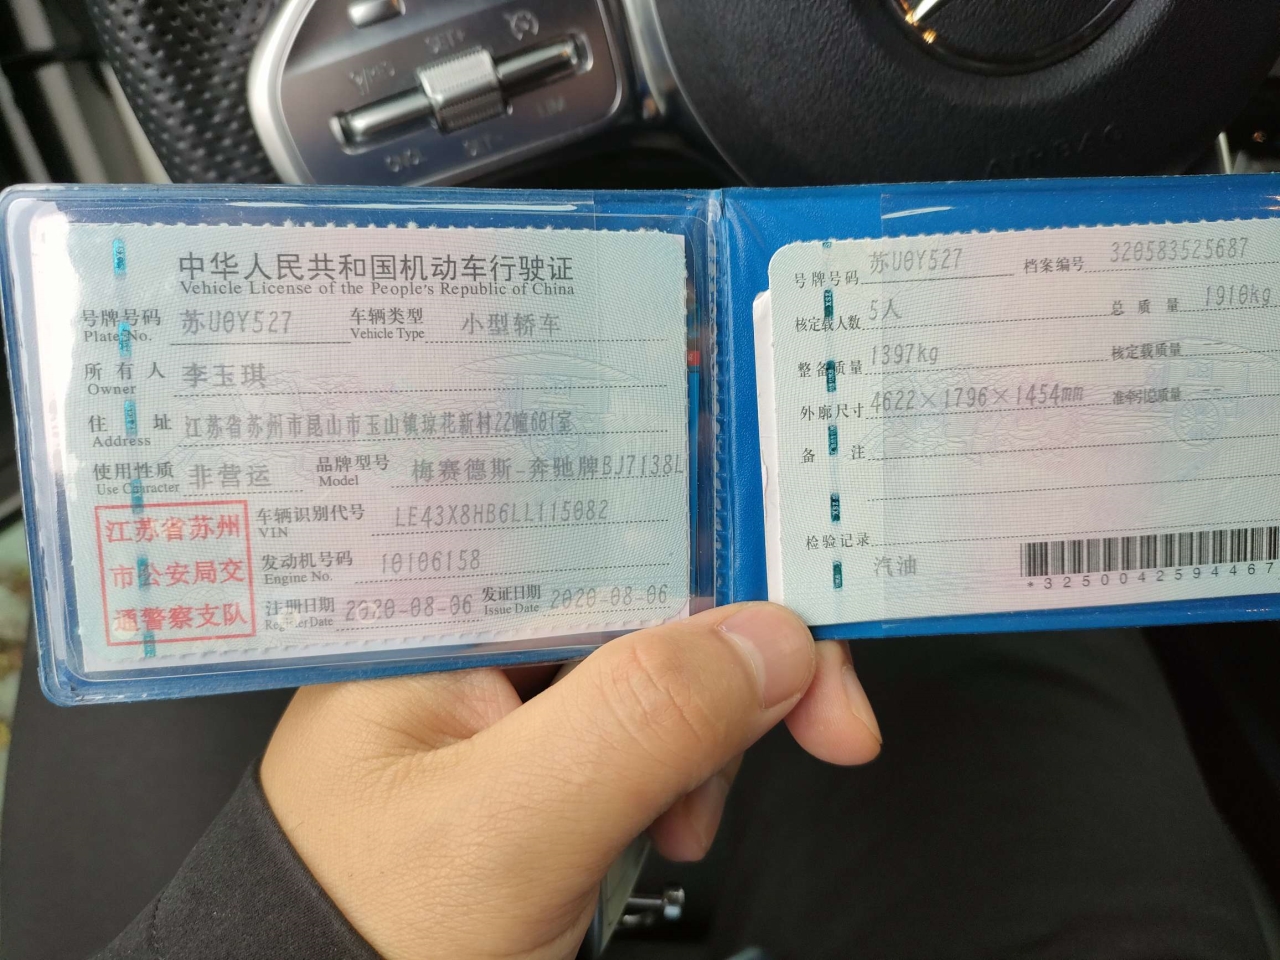 中华人民共和国机动车行驶证
Vehicle License of the People's Republic of China
号牌号码 苏U0Y527 车辆类型 小型轿车
Plate No. Vehicle Type
所有人 李玉琪
Owner
住址 江苏省苏州市昆山市玉山镇琼花新村22幢601室
Address
使用性质 非营运 品牌型号 梅赛德斯-奔驰牌BJ7138L
Use Character Model
江苏省苏州
市公安局交
通警察支队
车辆识别代号 LE43X8HB6LL115082
VIN
发动机号码 10106158
Engine No.
注册日期 2020-08-06 发证日期 2020-08-06
Register Date Issue Date
号牌号码 苏U0Y527 档案编号 320583525687
核定载人数 5人 总质量 1910kg
整备质量 1397kg 核定载质量
外廓尺寸 4622×1796×1454mm 准牵引总质量
备注
检验记录
汽油
*3250042594467